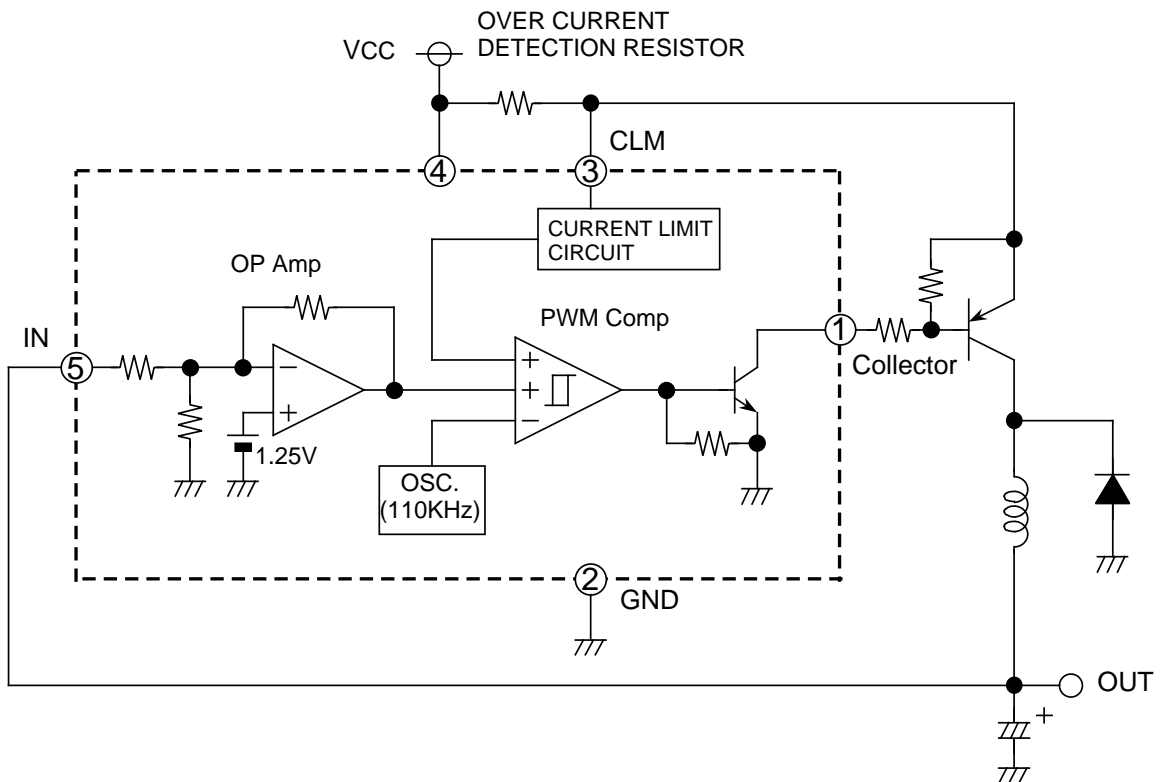 OVER CURRENT
DETECTION RESISTOR
VCC
CLM
4
3
CURRENT LIMIT
CIRCUIT
OP Amp
PWM Comp
IN
5
1
Collector
−
+
1.25V
+
+
−
OSC.
(110KHz)
2
GND
OUT
+